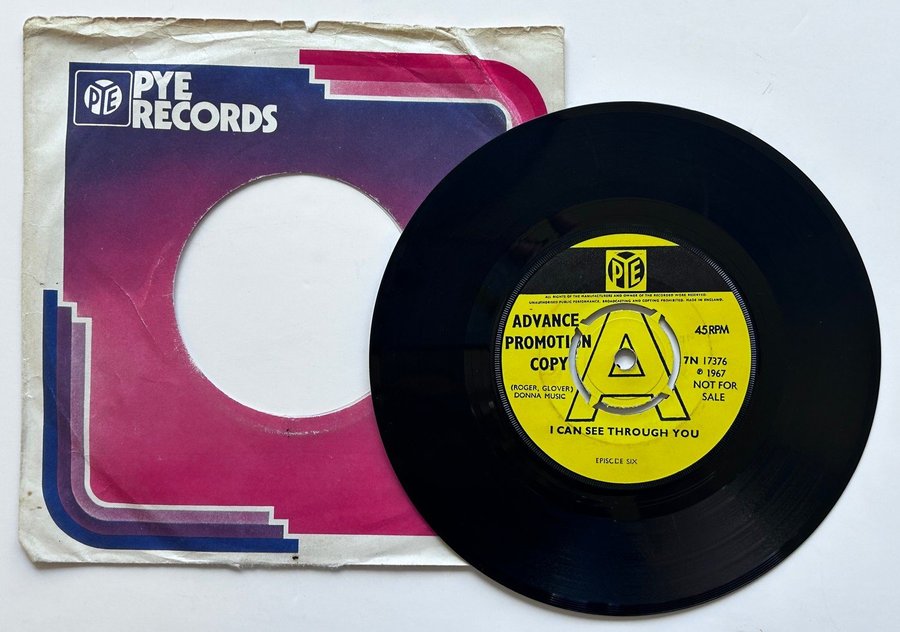 PYE
PYE
RECORDS
PYE
ALL RIGHTS OF THE MANUFACTURERS AND OWNER OF THE RECORDED WORK RESERVED.
UNAUTHORISED PUBLIC PERFORMANCE, BROADCASTING AND COPYING PROHIBITED. MADE IN ENGLAND.
ADVANCE
PROMOTION
COPY
A
45RPM
7N 17376
℗ 1967
NOT FOR
SALE
(ROGER, GLOVER)
DONNA MUSIC
I CAN SEE THROUGH YOU
EPISODE SIX